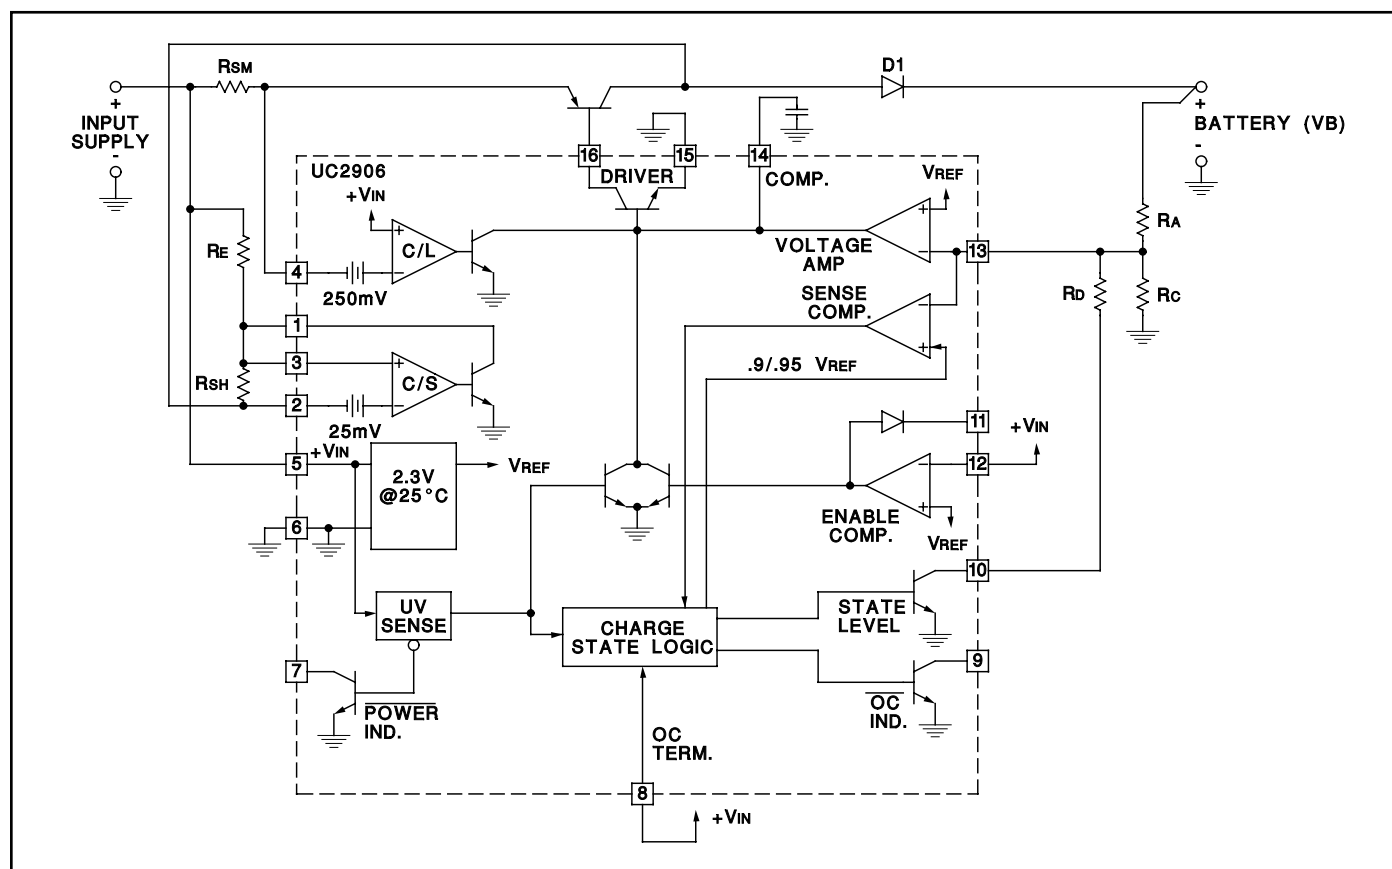 RSM
D1
+
INPUT
SUPPLY
-
+
BATTERY (VB)
-
16
15
14
UC2906
DRIVER
COMP.
+VIN
VREF
+
C/L
-
+
-
VOLTAGE
AMP
13
RA
RE
4
250mV
SENSE
COMP.
-
+
RD
RC
1
3
+
C/S
-
RSH
2
25mV
.9/.95 VREF
11
+VIN
5
+VIN
2.3V
@25°C
VREF
12
-
+
ENABLE
COMP.
VREF
6
10
UV
SENSE
CHARGE
STATE LOGIC
STATE
LEVEL
7
9
POWER
IND.
OC
IND.
OC
TERM.
8
+VIN